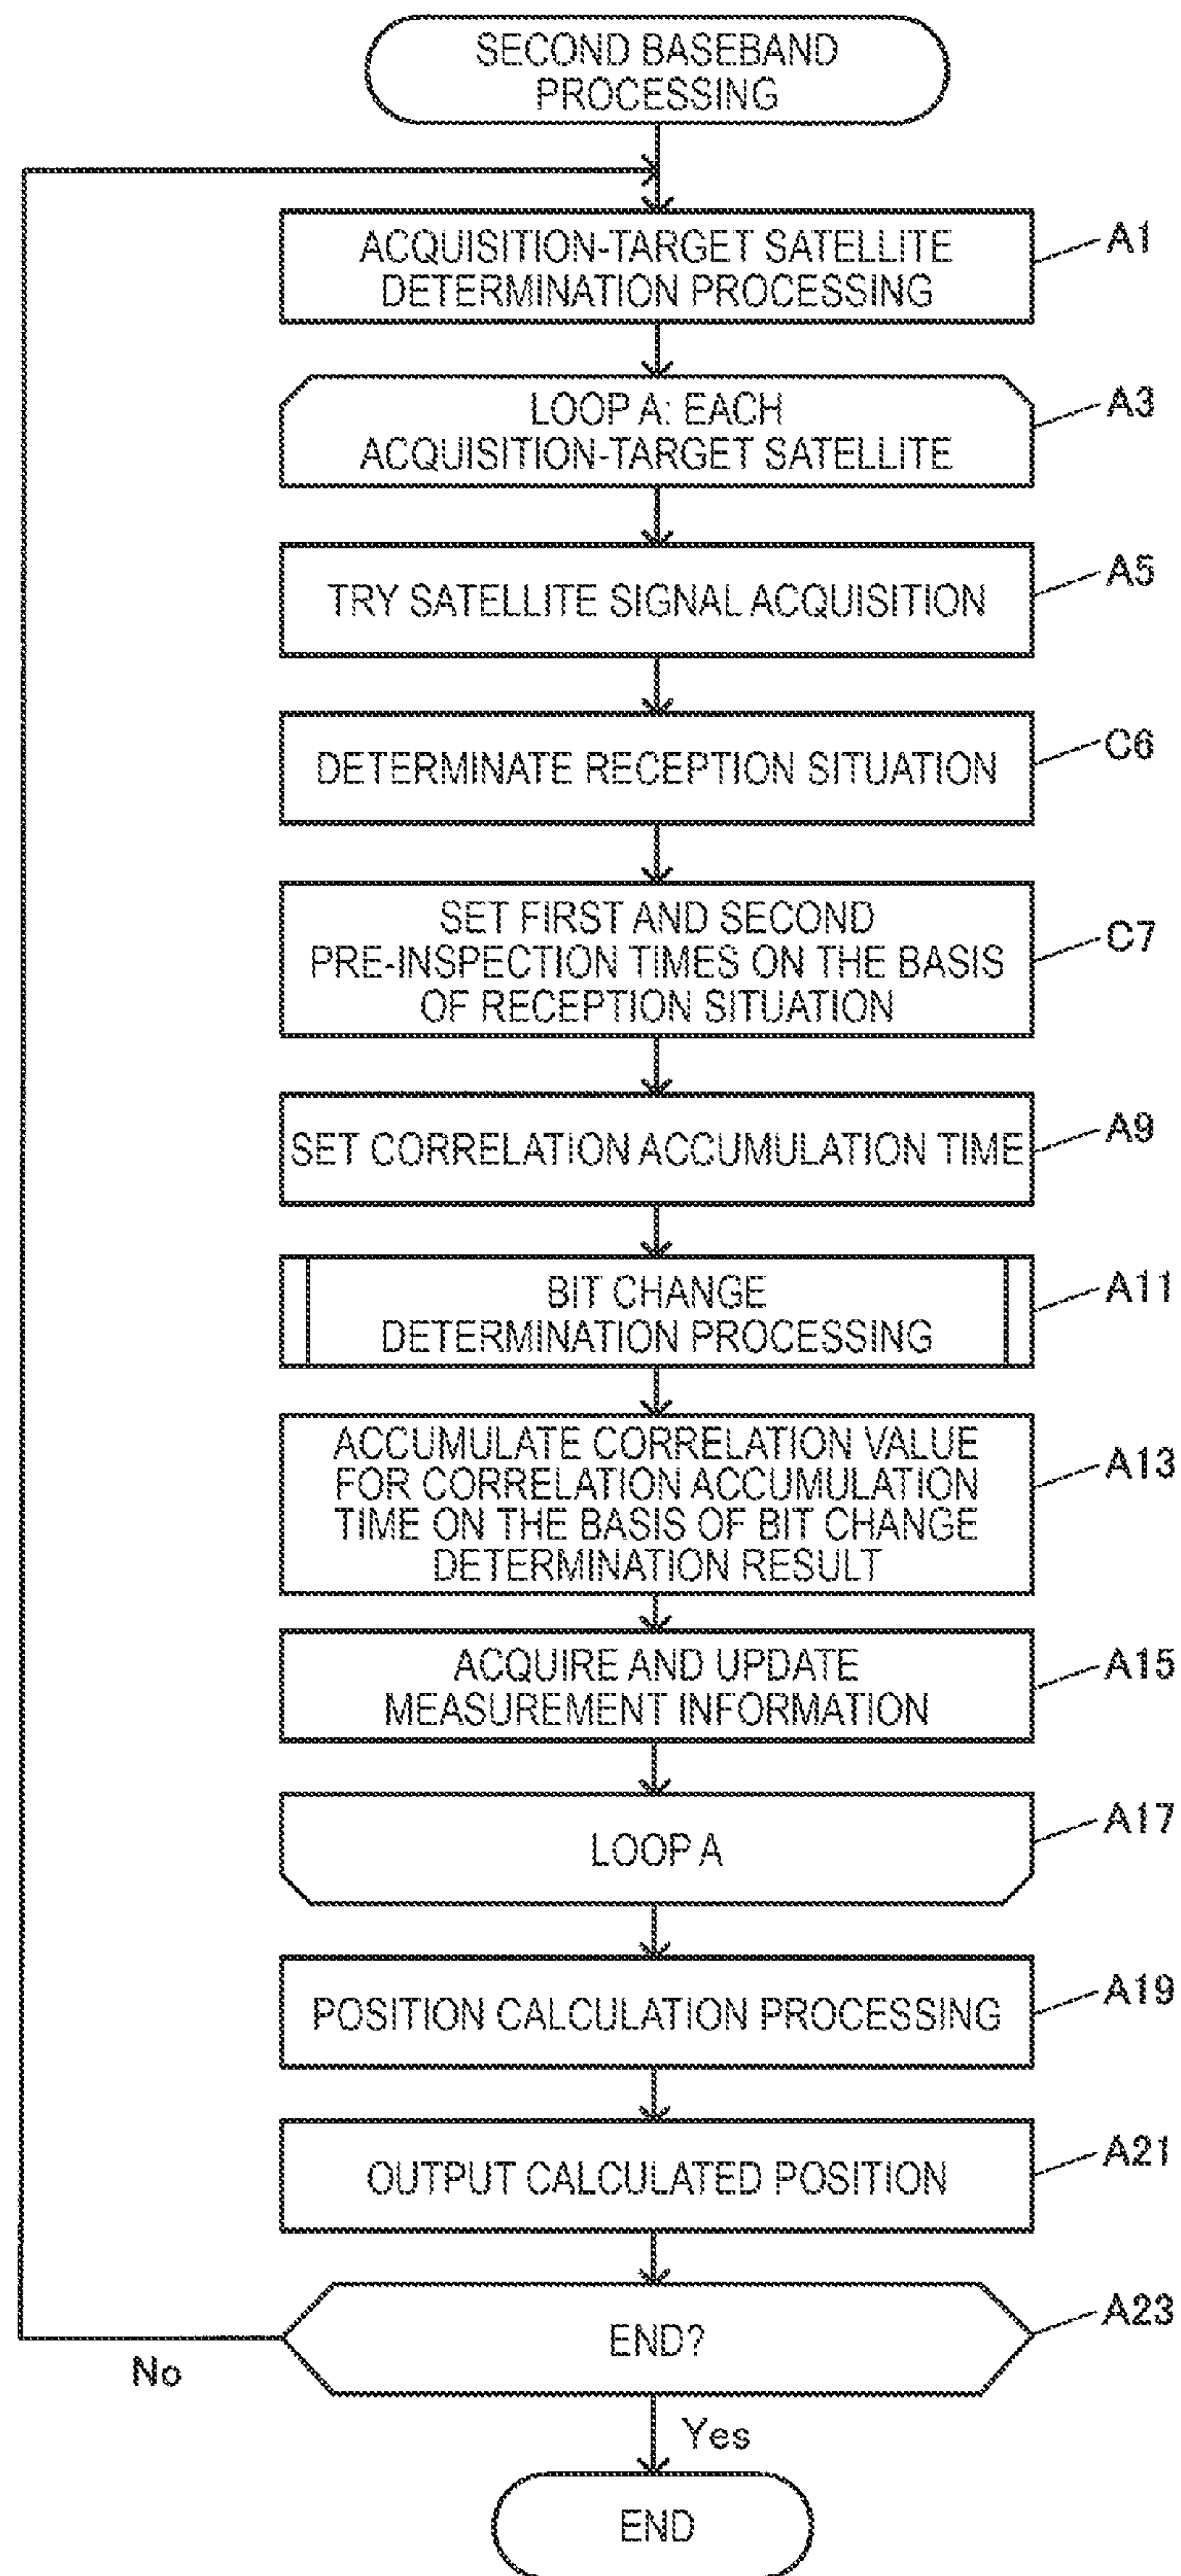 SECOND BASEBAND
PROCESSING
ACQUISITION-TARGET SATELLITE
DETERMINATION PROCESSING
A1
LOOP A: EACH
ACQUISITION-TARGET SATELLITE
A3
TRY SATELLITE SIGNAL ACQUISITION
A5
DETERMINATE RECEPTION SITUATION
C6
SET FIRST AND SECOND
PRE-INSPECTION TIMES ON THE BASIS
OF RECEPTION SITUATION
C7
SET CORRELATION ACCUMULATION TIME
A9
BIT CHANGE
DETERMINATION PROCESSING
A11
ACCUMULATE CORRELATION VALUE
FOR CORRELATION ACCUMULATION
TIME ON THE BASIS OF BIT CHANGE
DETERMINATION RESULT
A13
ACQUIRE AND UPDATE
MEASUREMENT INFORMATION
A15
LOOP A
A17
POSITION CALCULATION PROCESSING
A19
OUTPUT CALCULATED POSITION
A21
END?
A23
No
Yes
END